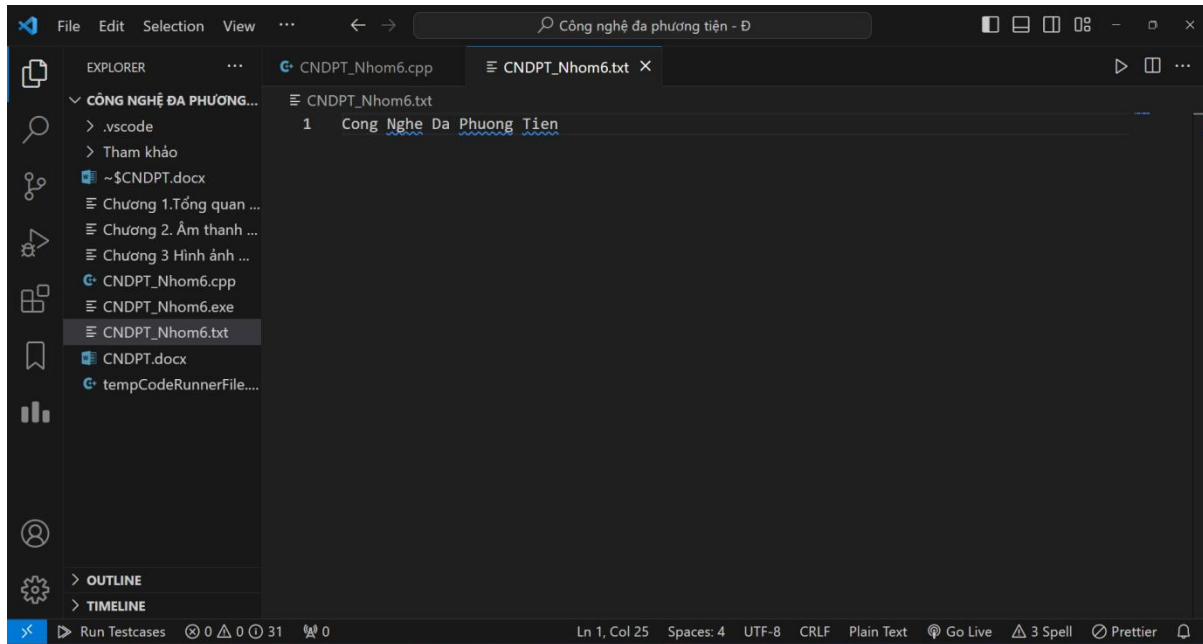 File Edit Selection View ··· ← → Công nghệ đa phương tiện - Đ
EXPLORER ···
CÔNG NGHỆ ĐA PHƯƠNG...
.vscode
Tham khảo
~$CNDPT.docx
Chương 1.Tổng quan ...
Chương 2. Âm thanh ...
Chương 3 Hình ảnh ...
CNDPT_Nhom6.cpp
CNDPT_Nhom6.exe
CNDPT_Nhom6.txt
CNDPT.docx
tempCodeRunnerFile....
OUTLINE
TIMELINE
CNDPT_Nhom6.cpp CNDPT_Nhom6.txt
CNDPT_Nhom6.txt
1 Cong Nghe Da Phuong Tien
Run Testcases 0 0 31 0 Ln 1, Col 25 Spaces: 4 UTF-8 CRLF Plain Text Go Live 3 Spell Prettier